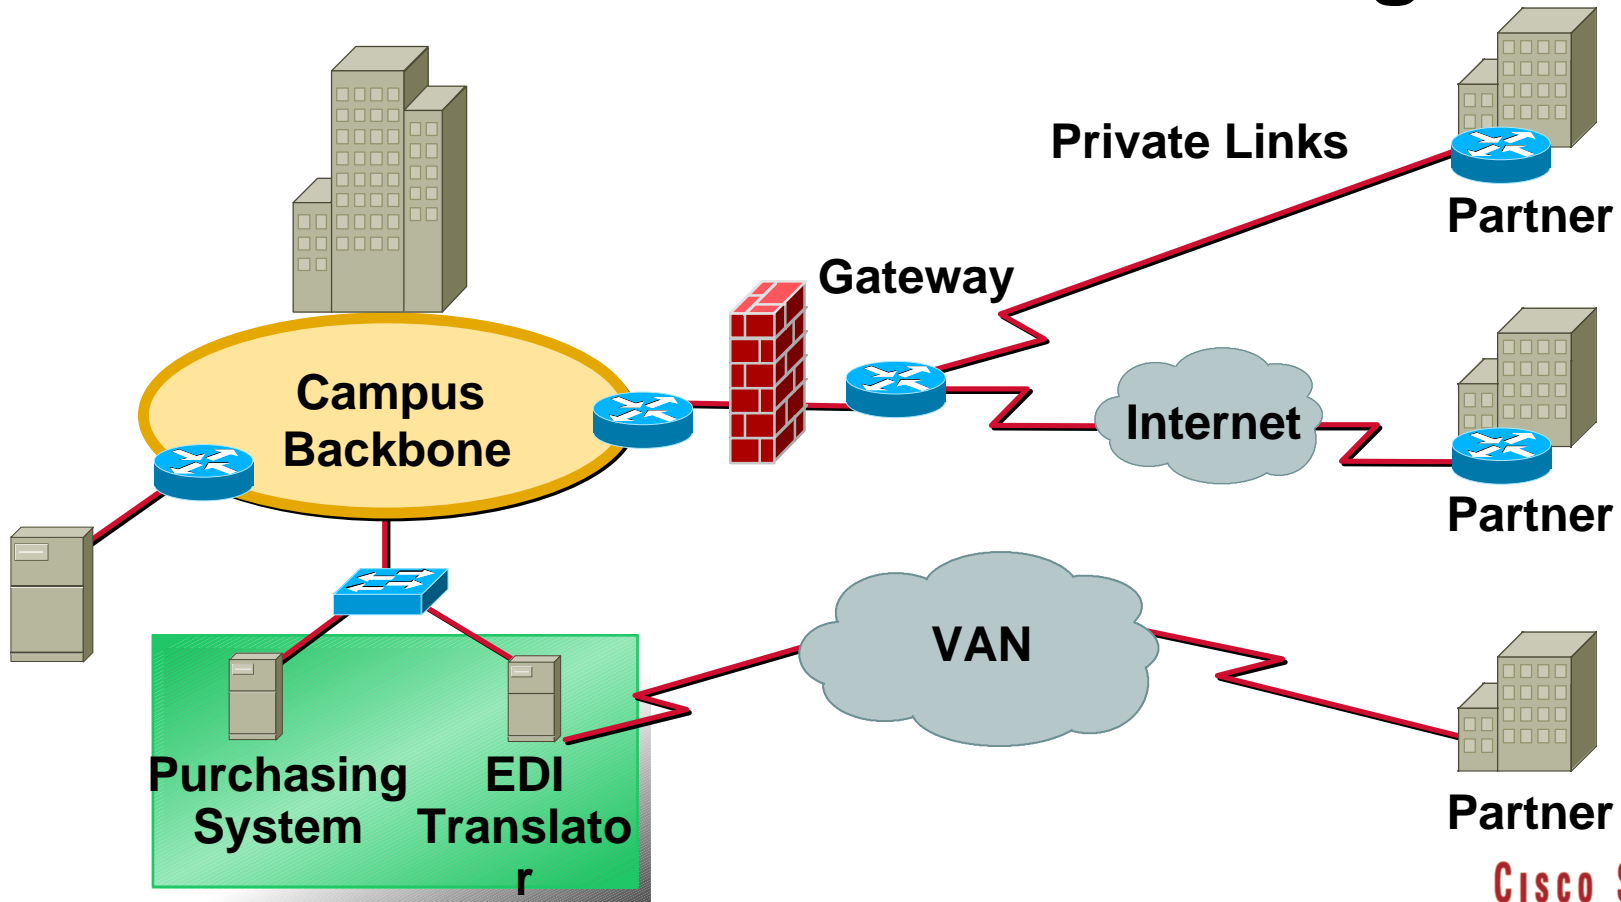 Private Links
Partner
Gateway
Campus
Backbone
Internet
Partner
VAN
Purchasing
System
EDI
Translato
r
Partner
CISCO S